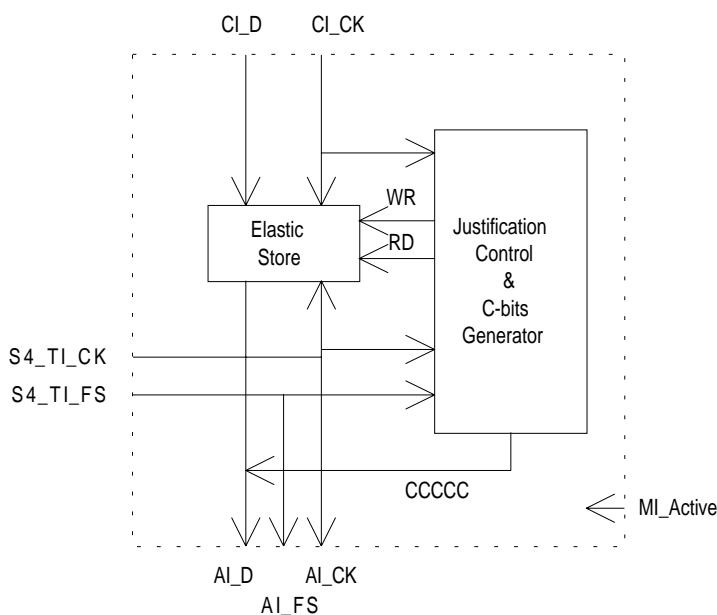 CI_D
CI_CK
WR
RD
Elastic
Store
Justification
Control
&
C-bits
Generator
S4_TI_CK
S4_TI_FS
CCCCC
MI_Active
AI_D
AI_CK
AI_FS